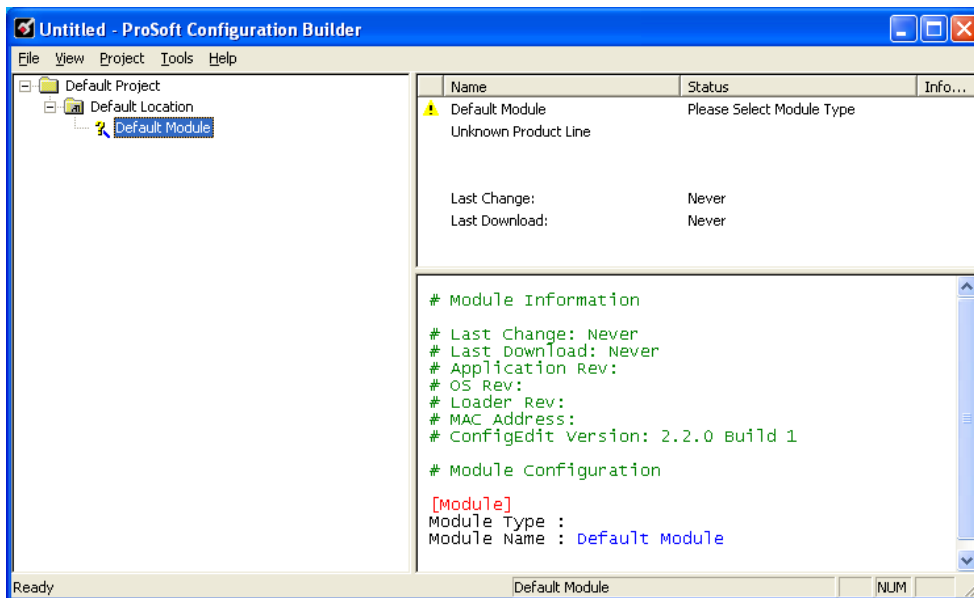 Untitled - ProSoft Configuration Builder
File View Project Tools Help
Default Project
Default Location
Default Module
Name Status Info...
Default Module Please Select Module Type
Unknown Product Line
Last Change: Never
Last Download: Never
# Module Information
# Last Change: Never
# Last Download: Never
# Application Rev:
# OS Rev:
# Loader Rev:
# MAC Address:
# ConfigEdit Version: 2.2.0 Build 1
# Module Configuration
[Module]
Module Type :
Module Name : Default Module
Ready Default Module NUM